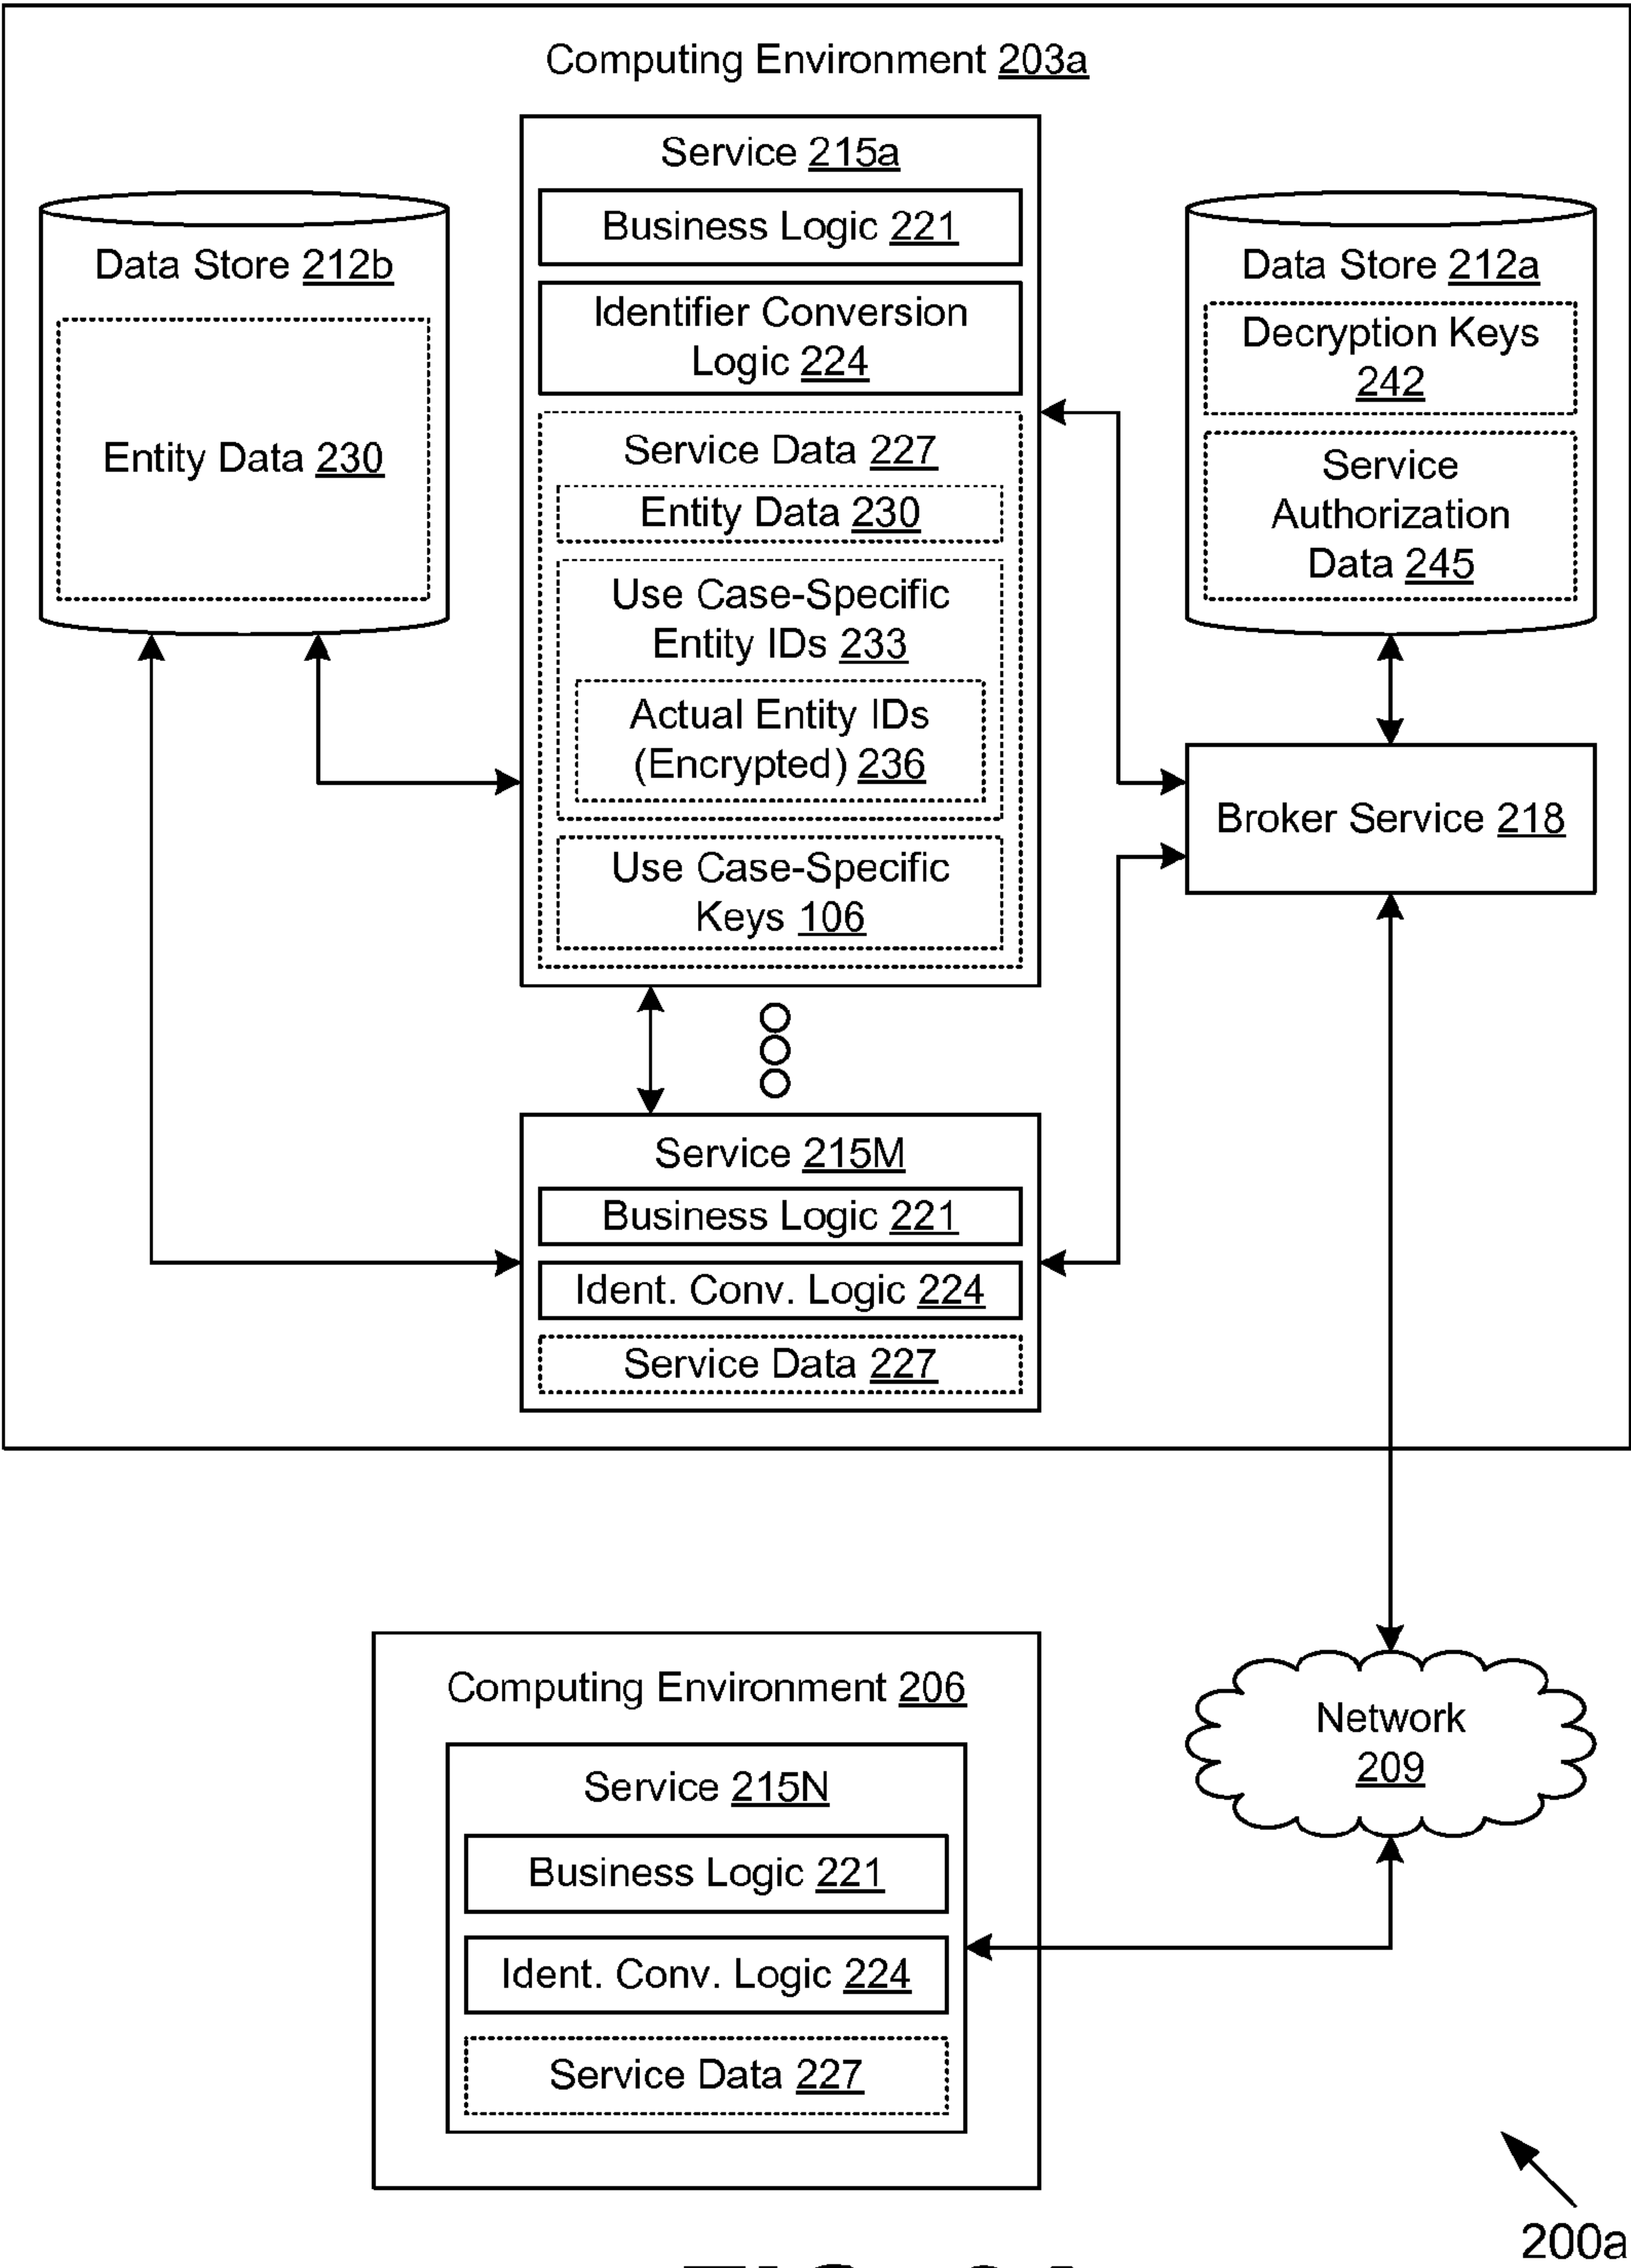 Computing Environment 203a
Service 215a
Business Logic 221
Identifier Conversion
Logic 224
Service Data 227
Entity Data 230
Use Case-Specific
Entity IDs 233
Actual Entity IDs
(Encrypted) 236
Use Case-Specific
Keys 106
Data Store 212b
Entity Data 230
Data Store 212a
Decryption Keys
242
Service
Authorization
Data 245
Broker Service 218
Service 215M
Business Logic 221
Ident. Conv. Logic 224
Service Data 227
Computing Environment 206
Service 215N
Business Logic 221
Ident. Conv. Logic 224
Service Data 227
Network
209
200a